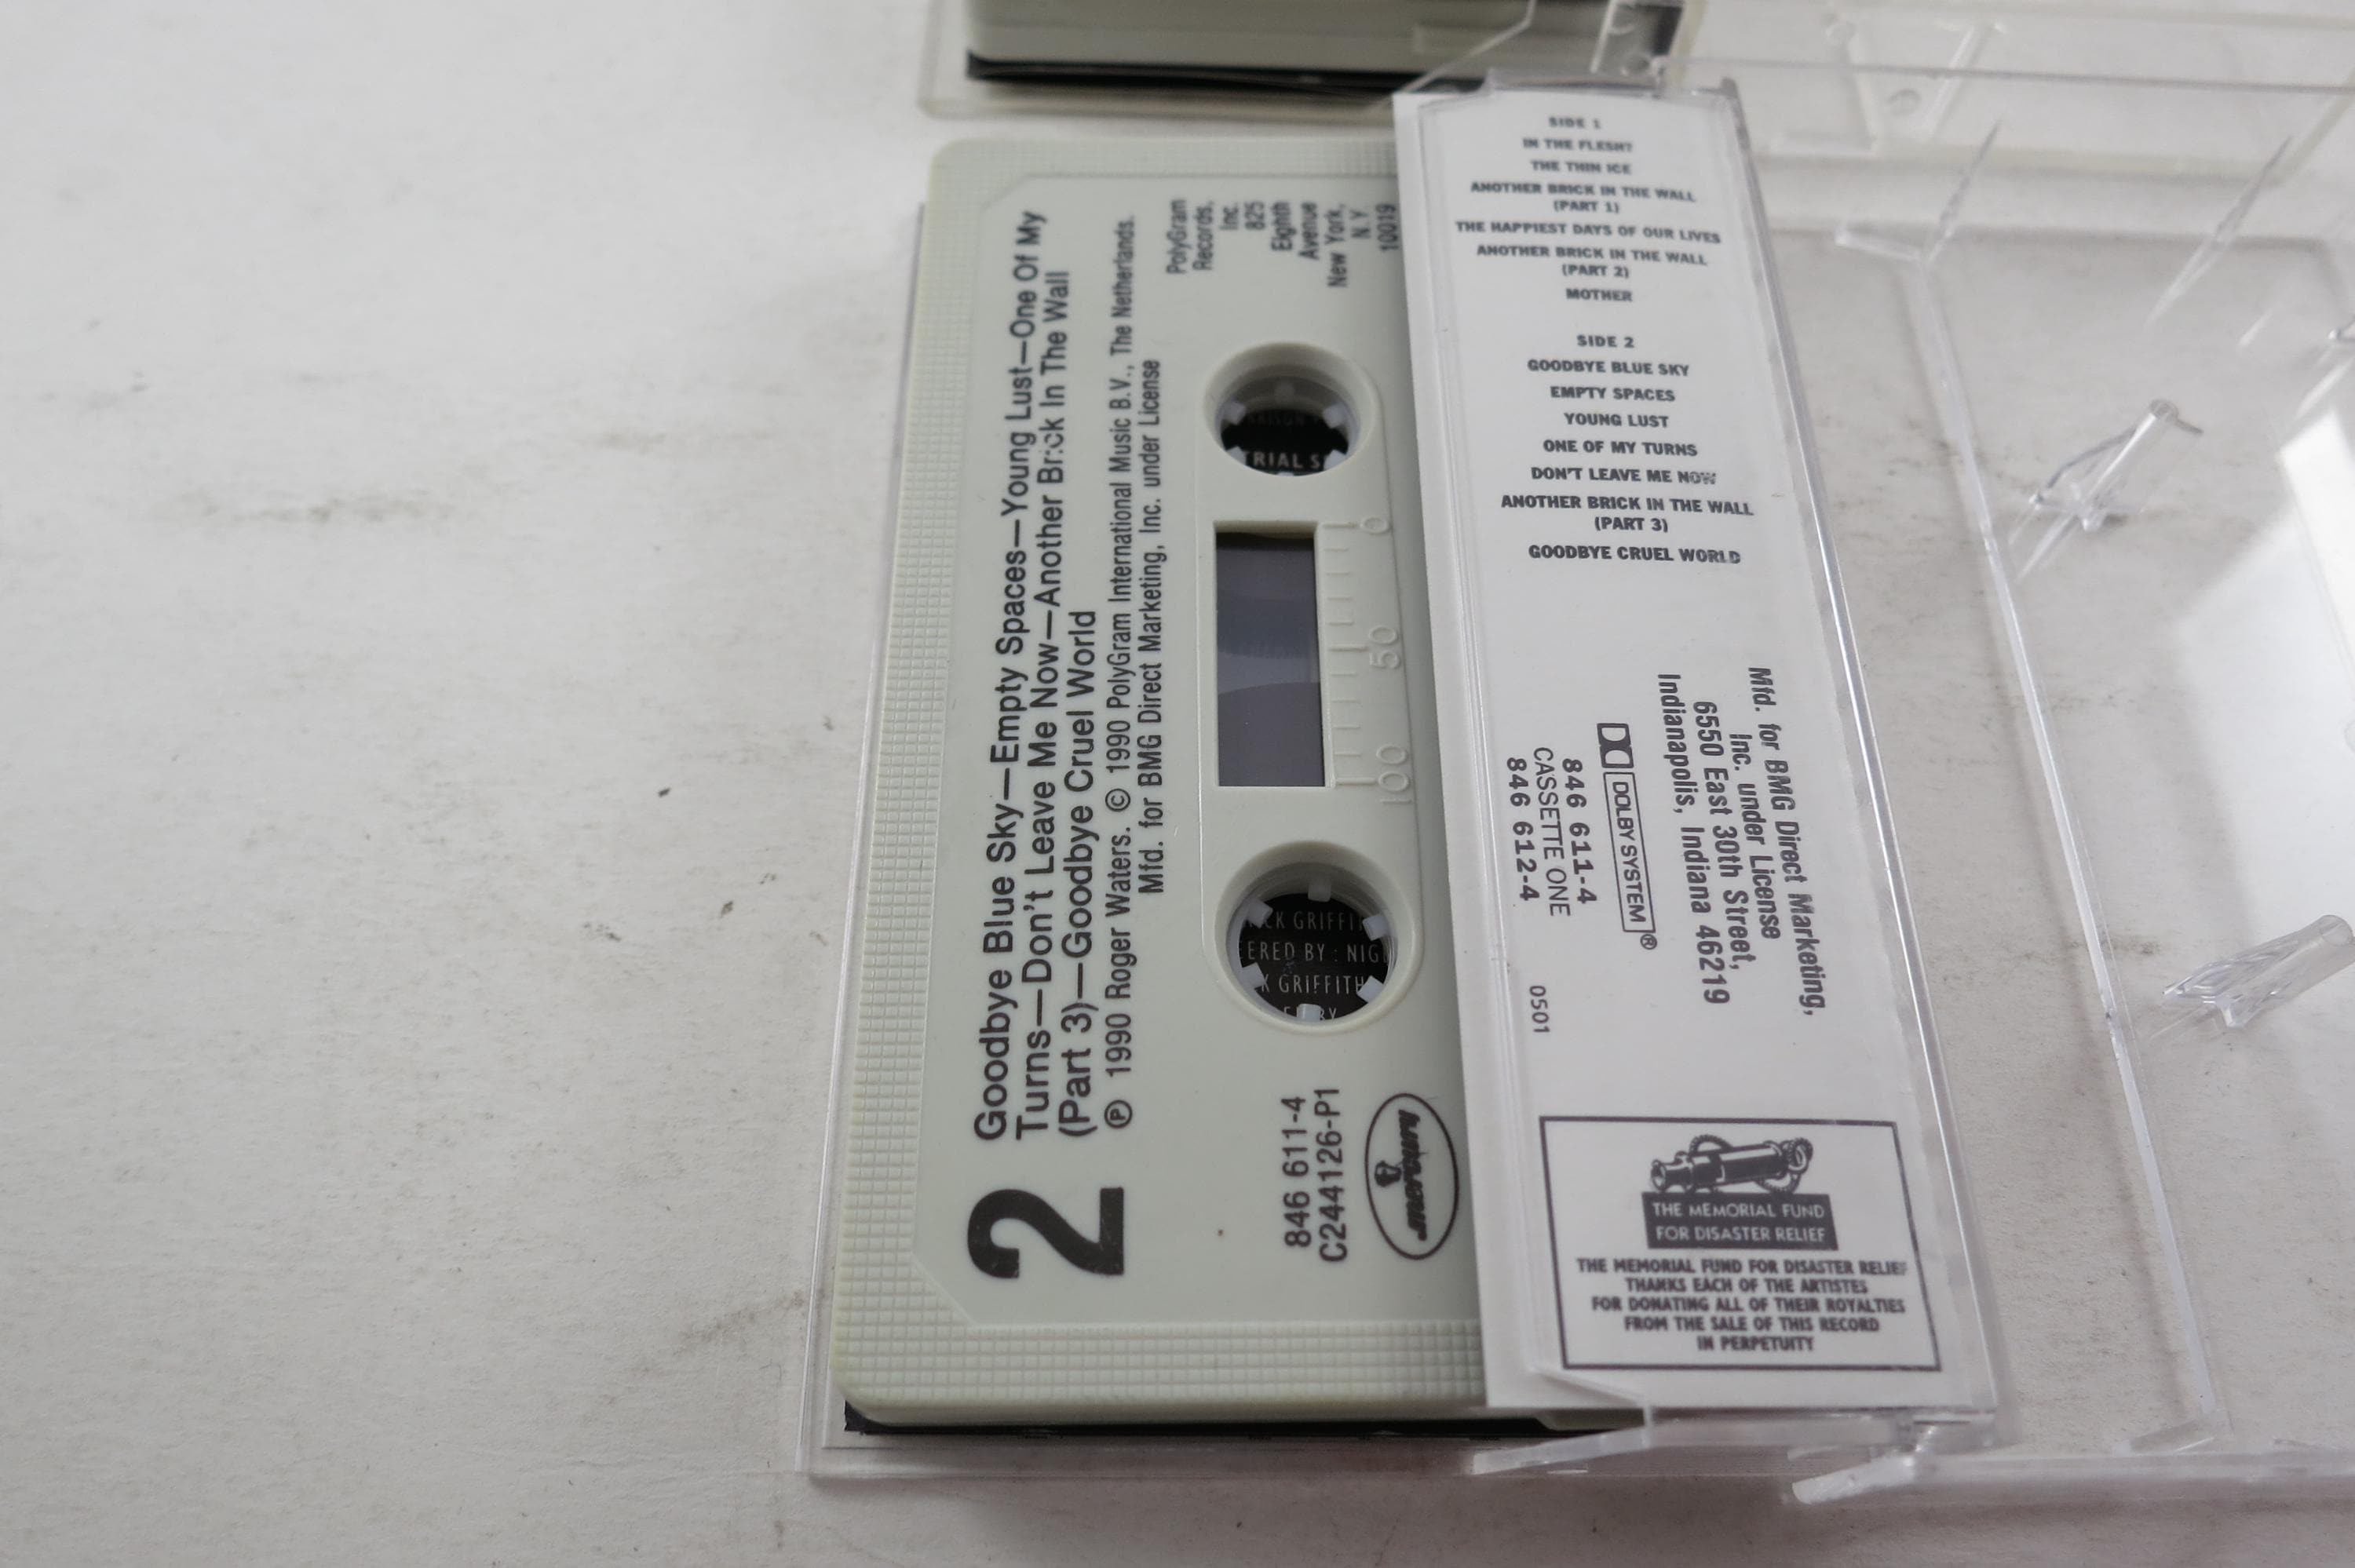 2
Goodbye Blue Sky—Empty Spaces—Young Lust—One Of My
Turns—Don't Leave Me Now—Another Brick In The Wall
(Part 3)—Goodbye Cruel World
℗ 1990 Roger Waters. © 1990 PolyGram International Music B.V., The Netherlands.
Mfd. for BMG Direct Marketing, Inc. under License
PolyGram
Records,
Inc.
825
Eighth
Avenue
New York,
N.Y.
10019
846 611-4
C244126-P1
mercury
0
50
100
TRIAL
CK GRIFFI
ERED BY : NIG
K GRIFFITH
SIDE 1
IN THE FLESH?
THE THIN ICE
ANOTHER BRICK IN THE WALL
(PART 1)
THE HAPPIEST DAYS OF OUR LIVES
ANOTHER BRICK IN THE WALL
(PART 2)
MOTHER
SIDE 2
GOODBYE BLUE SKY
EMPTY SPACES
YOUNG LUST
ONE OF MY TURNS
DON'T LEAVE ME NOW
ANOTHER BRICK IN THE WALL
(PART 3)
GOODBYE CRUEL WORLD
Mfd. for BMG Direct Marketing,
Inc. under License
6550 East 30th Street,
Indianapolis, Indiana 46219
DOLBY SYSTEM®
846 611-4
CASSETTE ONE
846 612-4
0501
THE MEMORIAL FUND
FOR DISASTER RELIEF
THE MEMORIAL FUND FOR DISASTER RELIEF
THANKS EACH OF THE ARTISTES
FOR DONATING ALL OF THEIR ROYALTIES
FROM THE SALE OF THIS RECORD
IN PERPETUITY